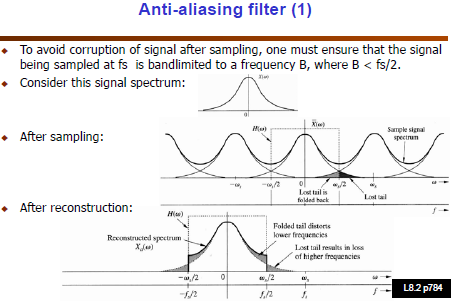 Anti-aliasing filter (1)
To avoid corruption of signal after sampling, one must ensure that the signal
being sampled at fs is bandlimited to a frequency B, where B < fs/2.
Consider this signal spectrum:
X(ω)
0
After sampling:
H(ω)
X̅(ω)
Sample signal
spectrum
−ωs
−ωs/2
0
ωs/2
ωs
ω
Lost tail is
folded back
Lost tail
f
After reconstruction:
H(ω)
Folded tail distorts
lower frequencies
Reconstructed spectrum
Xa(ω)
Lost tail results in loss
of higher frequencies
−ωs/2
0
ωs/2
ωs
ω
−fs/2
fs/2
fs
f
L8.2 p784